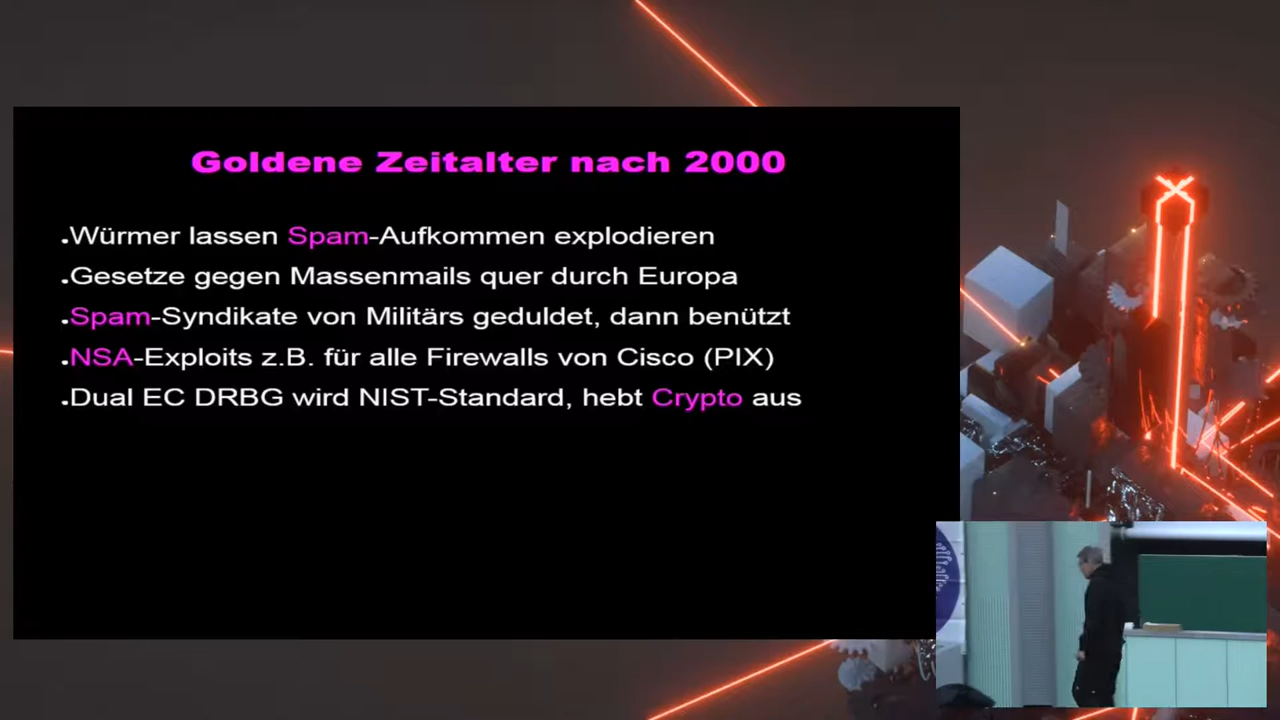 Goldene Zeitalter nach 2000
.Würmer lassen Spam-Aufkommen explodieren
.Gesetze gegen Massenmails quer durch Europa
.Spam-Syndikate von Militärs geduldet, dann benützt
.NSA-Exploits z.B. für alle Firewalls von Cisco (PIX)
.Dual EC DRBG wird NIST-Standard, hebt Crypto aus